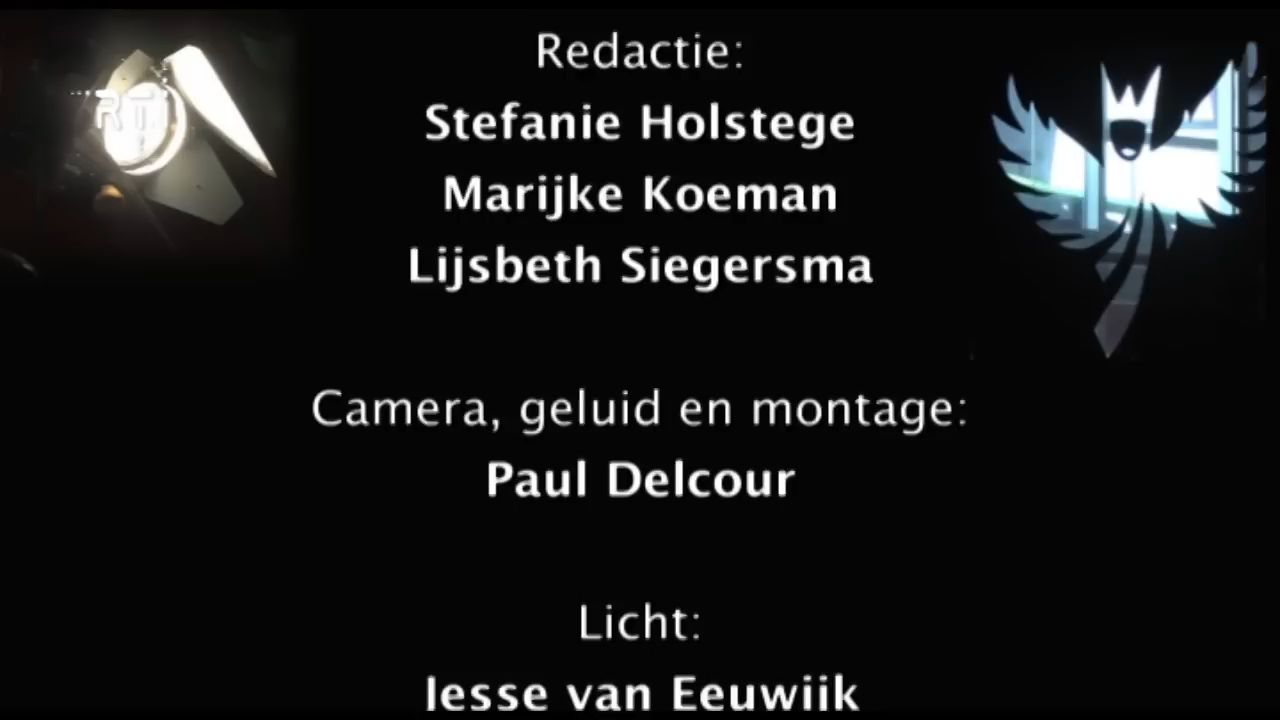 Redactie:
Stefanie Holstege
Marijke Koeman
Lijsbeth Siegersma
Camera, geluid en montage:
Paul Delcour
Licht:
Jesse van Eeuwijk